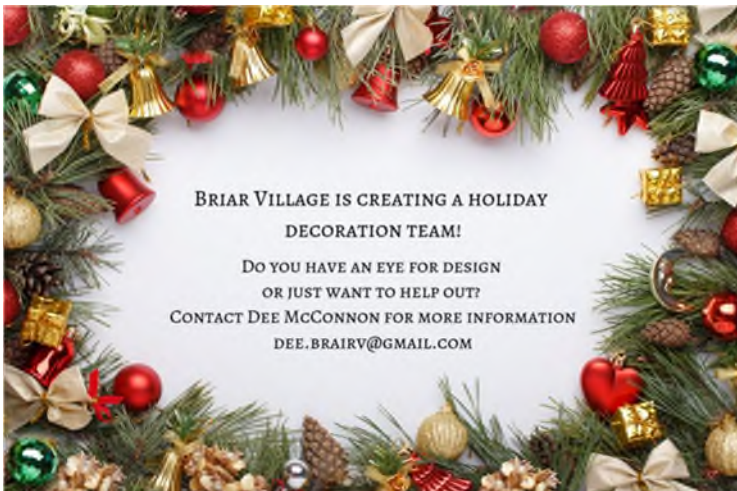 Briar Village is creating a holiday
decoration team!
Do you have an eye for design
or just want to help out?
Contact Dee McConnon for more information
dee.brairv@gmail.com